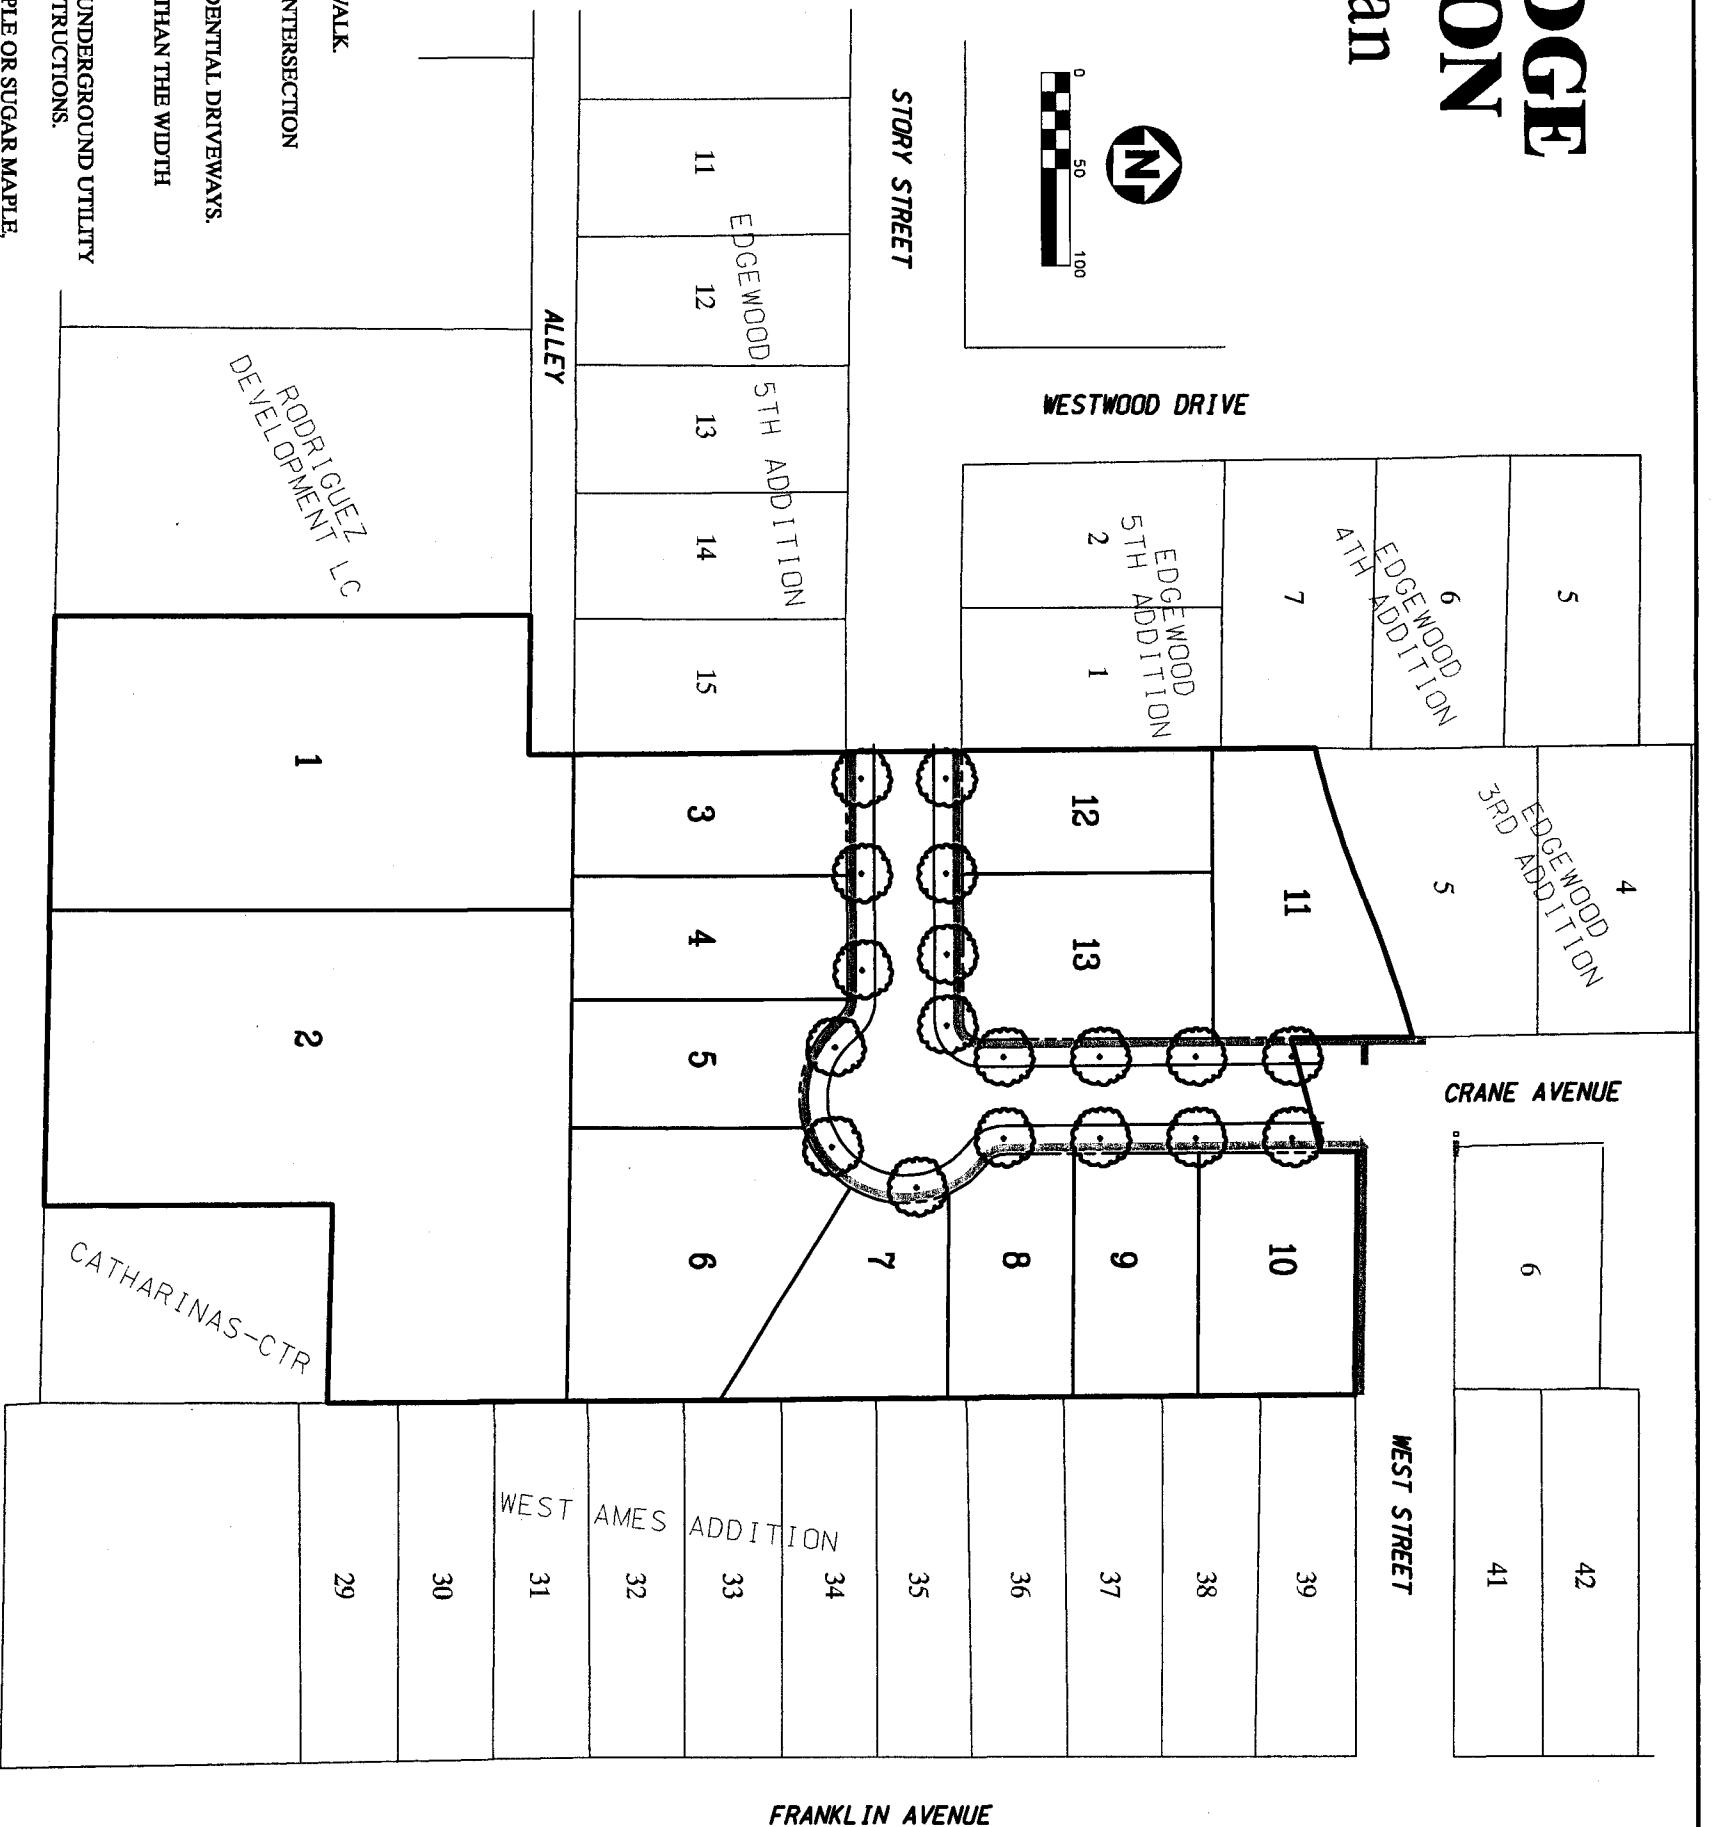 DGE
ON
an
0 50 100
N
STORY STREET
WESTWOOD DRIVE
ALLEY
CRANE AVENUE
WEST STREET
FRANKLIN AVENUE
VALK.
NTERSECTION
DENTIAL DRIVEWAYS.
THAN THE WIDTH
UNDERGROUND UTILITY
TRUCTIONS.
PLE OR SUGAR MAPLE,
11
12
13
14
15
EDGEWOOD 5TH ADDITION
RODRIGUEZ
DEVELOPMENT LC
2
1
EDGEWOOD
5TH ADDITION
7
6
5
EDGEWOOD
4TH ADDITION
5
4
EDGEWOOD
3RD ADDITION
1
2
3
4
5
6
7
8
9
10
11
12
13
CATHARINAS-CTR
6
41
42
WEST AMES ADDITION
29
30
31
32
33
34
35
36
37
38
39